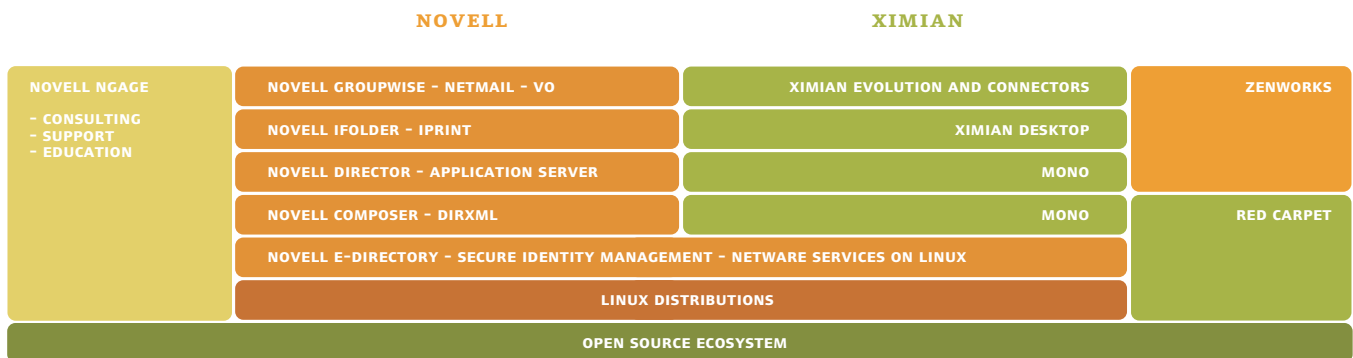 NOVELL
XIMIAN
NOVELL NGAGE
- CONSULTING
- SUPPORT
- EDUCATION
NOVELL GROUPWISE - NETMAIL - VO
XIMIAN EVOLUTION AND CONNECTORS
ZENWORKS
NOVELL IFOLDER - IPRINT
XIMIAN DESKTOP
NOVELL DIRECTOR - APPLICATION SERVER
MONO
NOVELL COMPOSER - DIRXML
MONO
RED CARPET
NOVELL E-DIRECTORY - SECURE IDENTITY MANAGEMENT - NETWARE SERVICES ON LINUX
LINUX DISTRIBUTIONS
OPEN SOURCE ECOSYSTEM